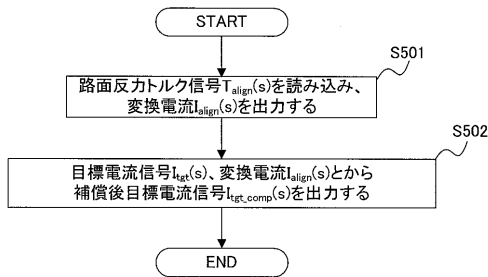 START
S501
路面反力トルク信号Talign(s)を読み込み、
変換電流Ialign(s)を出力する
S502
目標電流信号Itgt(s)、変換電流Ialign(s)とから
補償後目標電流信号Itgt_comp(s)を出力する
END